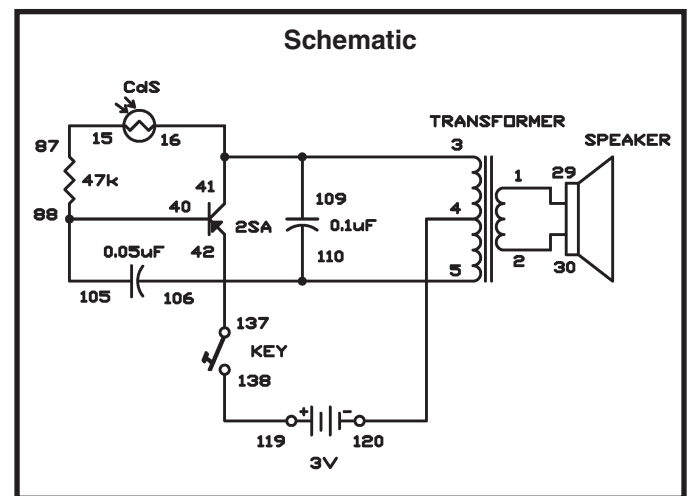 Schematic
CdS
TRANSFORMER
SPEAKER
87
15
16
3
1
29
47k
41
109
88
40
2SA
0.1uF
4
0.05uF
42
110
5
2
30
105
106
137
KEY
138
+
-
119
120
3V